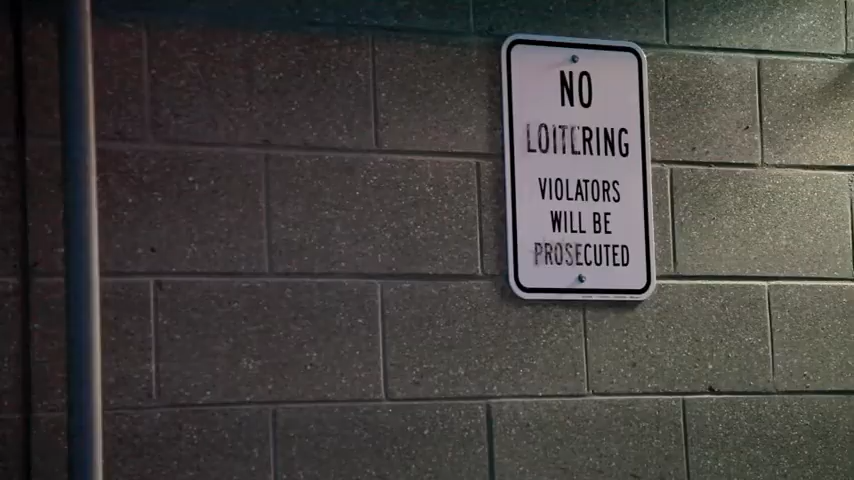 NO
LOITERING
VIOLATORS
WILL BE
PROSECUTED